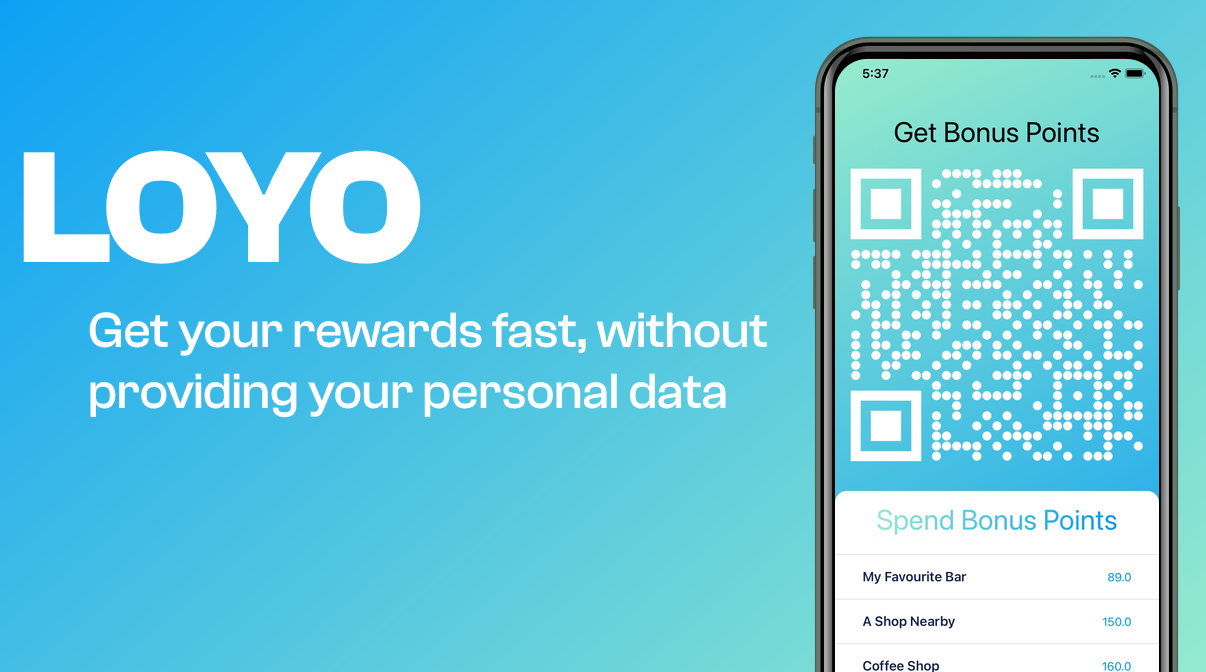 LOYO
Get your rewards fast, without
providing your personal data
5:37
Get Bonus Points
Spend Bonus Points
My Favourite Bar 89.0
A Shop Nearby 150.0
Coffee Shop 160.0